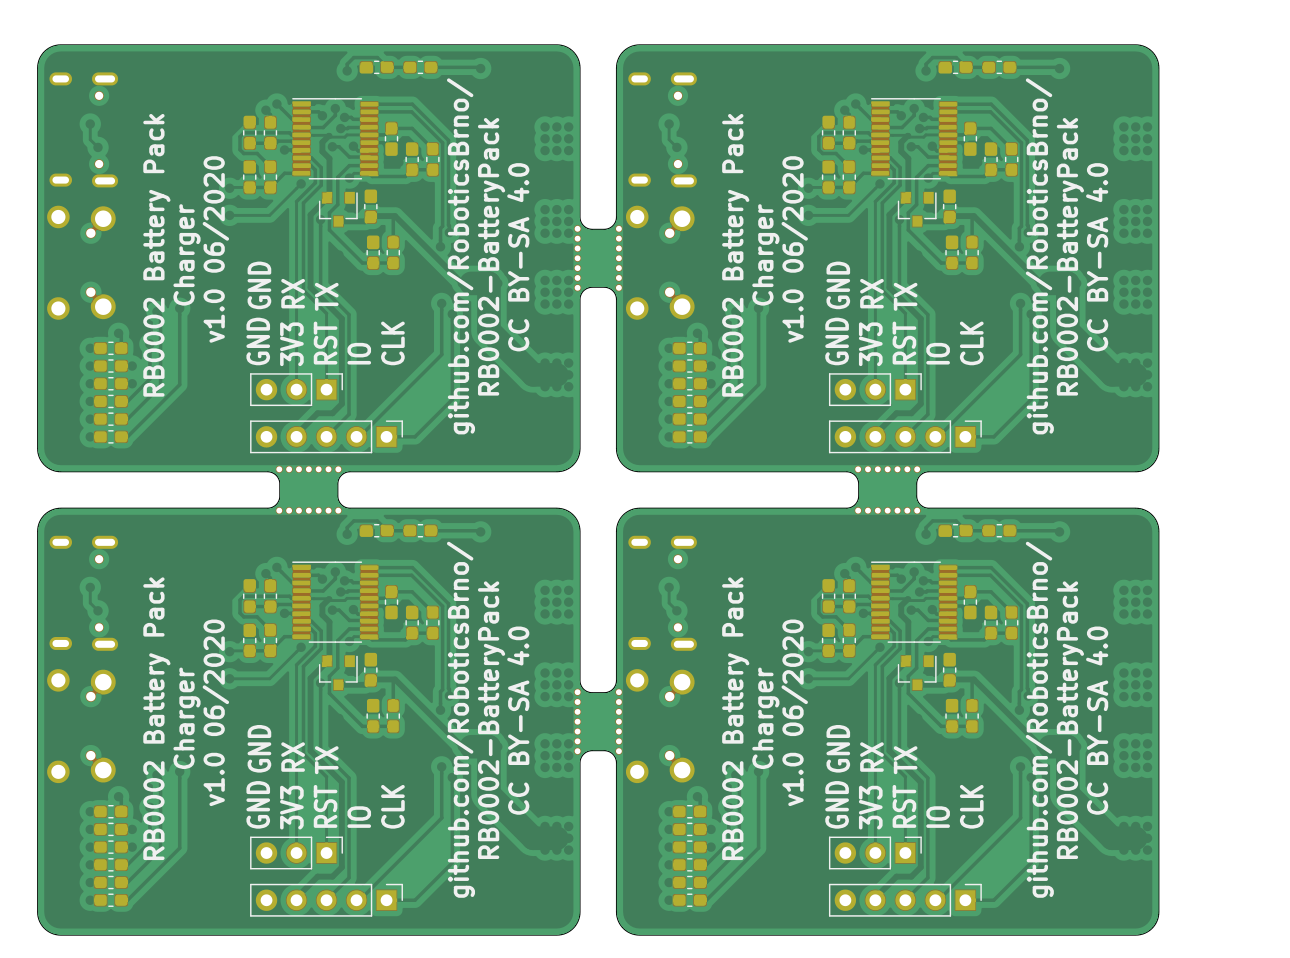 RB0002 Battery Pack
Charger
v1.0 06/2020
GND GND
3V3 RX
RST TX
IO
CLK
github.com/RoboticsBrno/
RB0002-BatteryPack
CC BY-SA 4.0
RB0002 Battery Pack
Charger
v1.0 06/2020
GND GND
3V3 RX
RST TX
IO
CLK
github.com/RoboticsBrno/
RB0002-BatteryPack
CC BY-SA 4.0
RB0002 Battery Pack
Charger
v1.0 06/2020
GND GND
3V3 RX
RST TX
IO
CLK
github.com/RoboticsBrno/
RB0002-BatteryPack
CC BY-SA 4.0
RB0002 Battery Pack
Charger
v1.0 06/2020
GND GND
3V3 RX
RST TX
IO
CLK
github.com/RoboticsBrno/
RB0002-BatteryPack
CC BY-SA 4.0